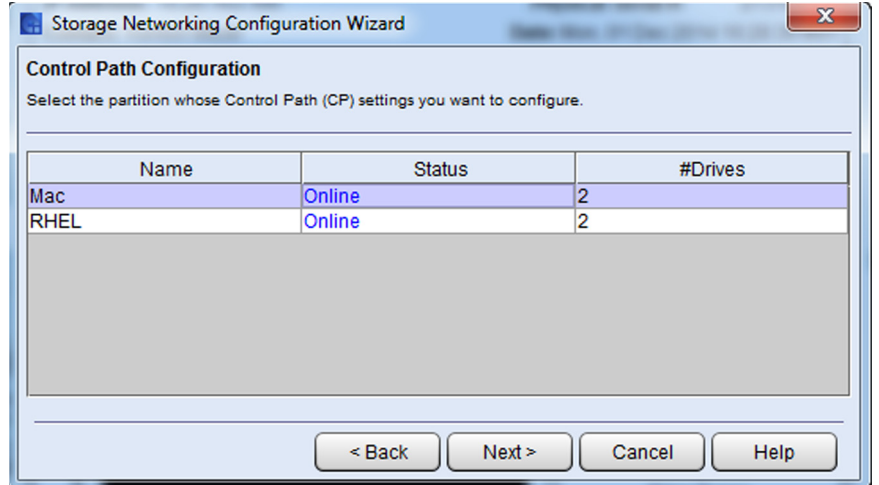 Storage Networking Configuration Wizard
Control Path Configuration
Select the partition whose Control Path (CP) settings you want to configure.
Name Status #Drives
Mac Online 2
RHEL Online 2
< Back Next > Cancel Help